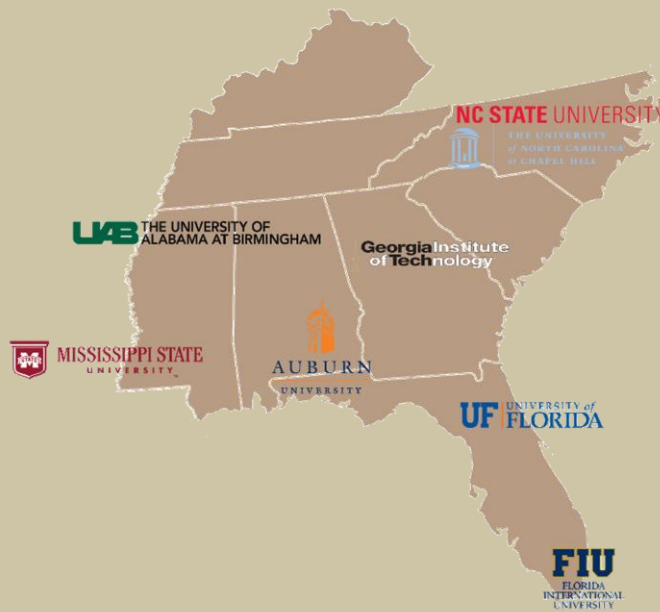 NC STATE UNIVERSITY
THE UNIVERSITY
of NORTH CAROLINA
at CHAPEL HILL
UAB THE UNIVERSITY OF
ALABAMA AT BIRMINGHAM
Georgia Institute
of Technology
MISSISSIPPI STATE
UNIVERSITY™
AUBURN
UNIVERSITY
UF UNIVERSITY of
FLORIDA
FIU
FLORIDA
INTERNATIONAL
UNIVERSITY